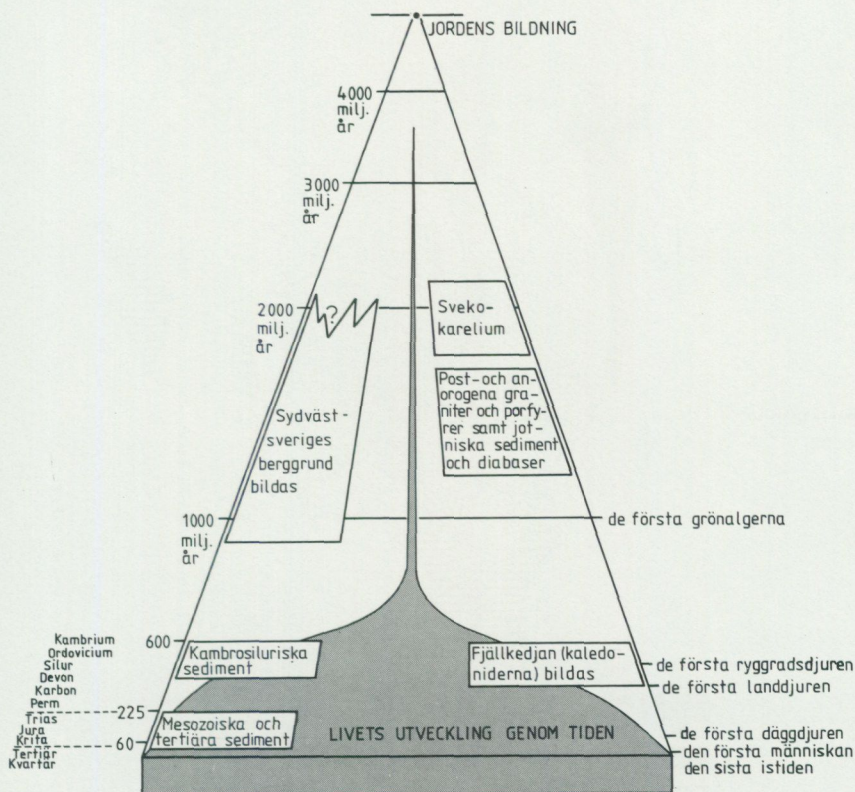 JORDENS BILDNING
4000
milj.
år
3000
milj.
år
2000
milj.
år
?
Sveko-
karelium
Post- och an-
orogena gra-
niter och porfy-
rer samt jot-
niska sediment
och diabaser
Sydväst-
sveriges
berggrund
bildas
1000
milj.
år
de första grönalgerna
Kambrium
Ordovicium
Silur
Devon
Karbon
Perm
Trias
Jura
Krita
Tertiär
Kvartär
600
225
60
Kambrosiluriska
sediment
Fjällkedjan (kaledo-
niderna) bildas
de första ryggradsdjuren
de första landdjuren
Mesozoiska och
tertiära sediment
LIVETS UTVECKLING GENOM TIDEN
de första däggdjuren
den första människan
den sista istiden